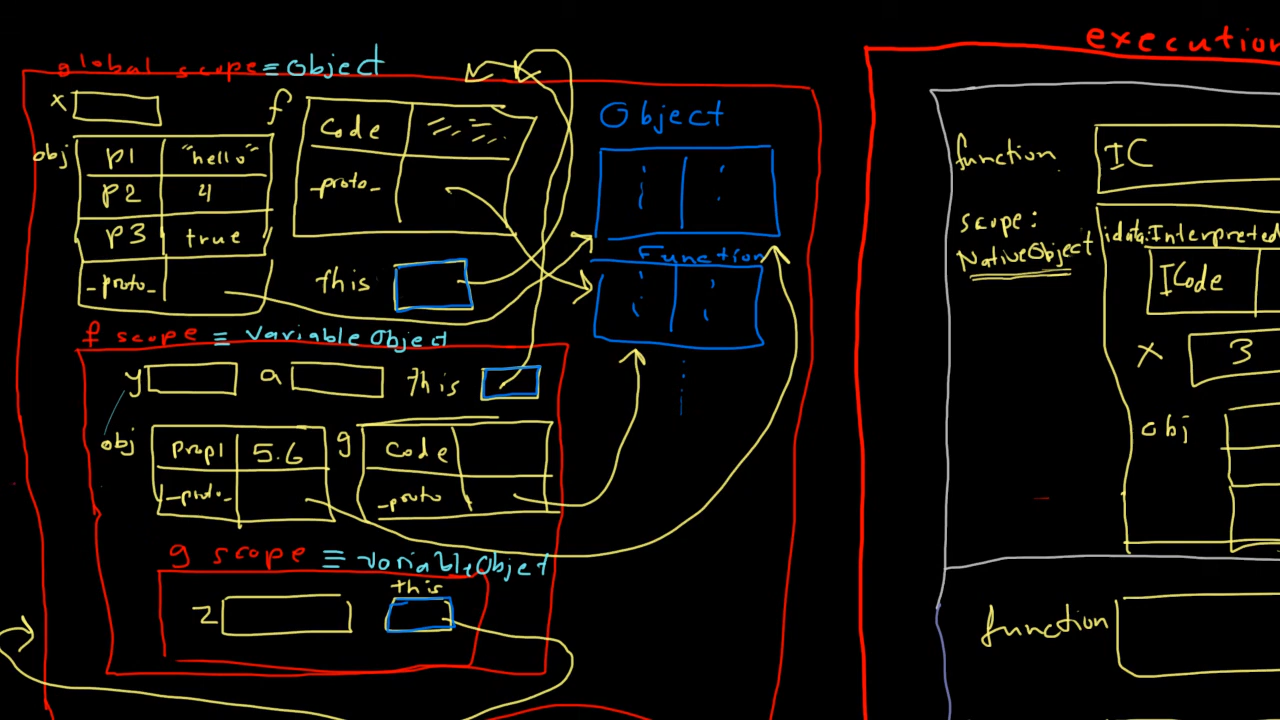 global scope ≡ Object
x
f
obj
P1 "hello"
P2 4
P3 true
_proto_
Code
_proto_
this
Object
Function
f scope ≡ Variable Object
y a this
obj
prop1 5.6
_proto_
g
Code
_proto
g scope ≡ VariableObject
z
this
execution
function IC
scope:
NativeObject
idata:Interpreted
ICode
x 3
obj
function